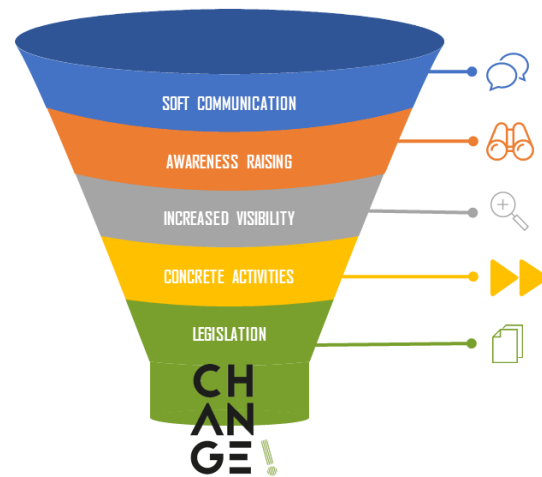 SOFT COMMUNICATION
AWARENESS RAISING
INCREASED VISIBILITY
CONCRETE ACTIVITIES
LEGISLATION
CH
AN
GE!